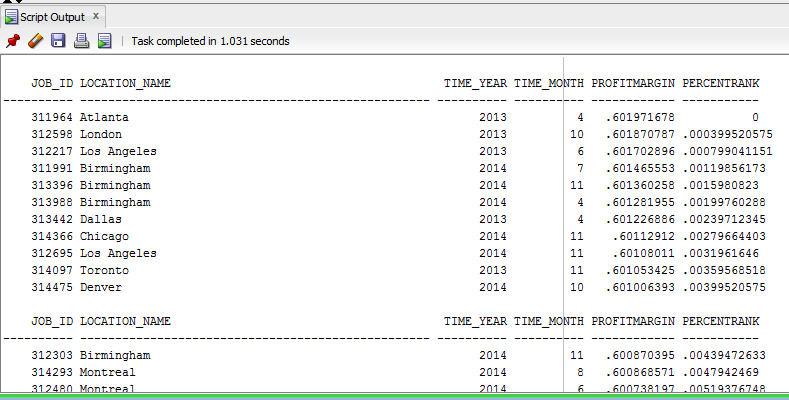 Script Output x
Task completed in 1.031 seconds
JOB_ID LOCATION_NAME TIME_YEAR TIME_MONTH PROFITMARGIN PERCENTRANK
---------- -------------------------------------------------- ---------- ---------- ------------ -----------
311964 Atlanta 2013 4 .601971678 0
312598 London 2013 10 .601870787 .000399520575
312217 Los Angeles 2013 6 .601702896 .000799041151
311991 Birmingham 2014 7 .601465553 .00119856173
313396 Birmingham 2014 11 .601360258 .0015980823
313988 Birmingham 2014 4 .601281955 .00199760288
313442 Dallas 2013 4 .601226886 .00239712345
314366 Chicago 2014 11 .60112912 .00279664403
312695 Los Angeles 2014 11 .60108011 .0031961646
314097 Toronto 2013 11 .601053425 .00359568518
314475 Denver 2014 10 .601006393 .00399520575
JOB_ID LOCATION_NAME TIME_YEAR TIME_MONTH PROFITMARGIN PERCENTRANK
---------- -------------------------------------------------- ---------- ---------- ------------ -----------
312303 Birmingham 2014 11 .600870395 .00439472633
314293 Montreal 2014 8 .600868571 .0047942469
312480 Montreal 2014 6 .600738197 .00519376748